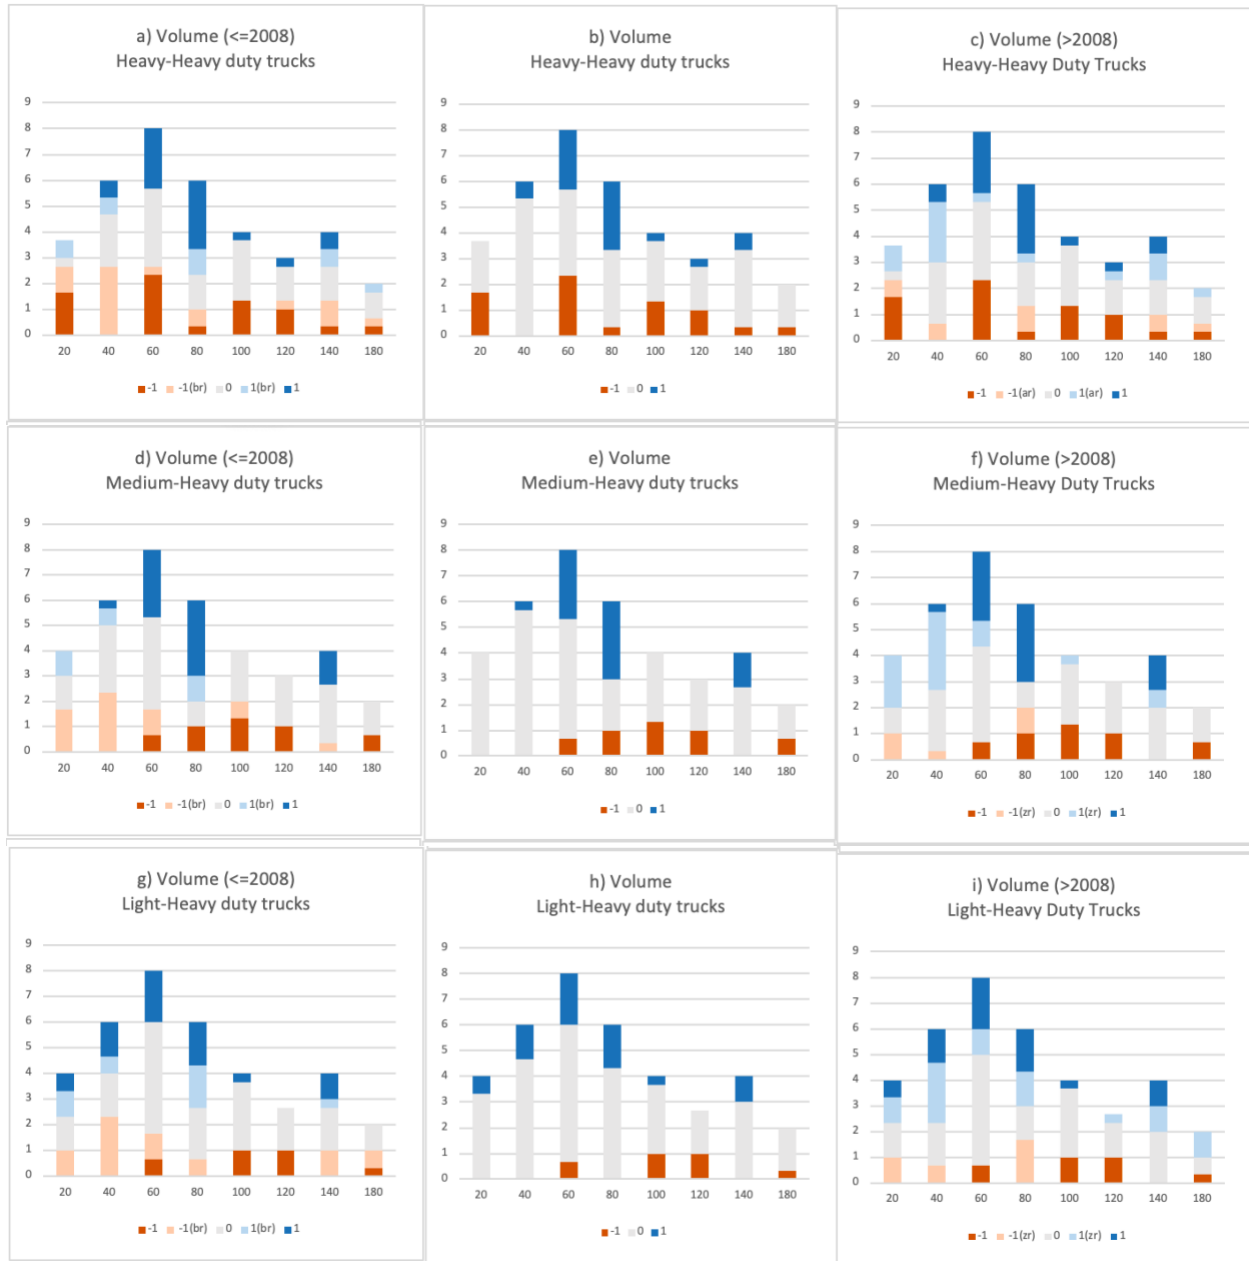 a) Volume (<=2008)
Heavy-Heavy duty trucks
9
8
7
6
5
4
3
2
1
0
20 40 60 80 100 120 140 180
-1 -1(br) 0 1(br) 1
b) Volume
Heavy-Heavy duty trucks
9
8
7
6
5
4
3
2
1
0
20 40 60 80 100 120 140 180
-1 0 1
c) Volume (>2008)
Heavy-Heavy Duty Trucks
9
8
7
6
5
4
3
2
1
0
20 40 60 80 100 120 140 180
-1 -1(ar) 0 1(ar) 1
d) Volume (<=2008)
Medium-Heavy duty trucks
9
8
7
6
5
4
3
2
1
0
20 40 60 80 100 120 140 180
-1 -1(br) 0 1(br) 1
e) Volume
Medium-Heavy duty trucks
9
8
7
6
5
4
3
2
1
0
20 40 60 80 100 120 140 180
-1 0 1
f) Volume (>2008)
Medium-Heavy Duty Trucks
9
8
7
6
5
4
3
2
1
0
20 40 60 80 100 120 140 180
-1 -1(zr) 0 1(zr) 1
g) Volume (<=2008)
Light-Heavy duty trucks
9
8
7
6
5
4
3
2
1
0
20 40 60 80 100 120 140 180
-1 -1(br) 0 1(br) 1
h) Volume
Light-Heavy duty trucks
9
8
7
6
5
4
3
2
1
0
20 40 60 80 100 120 140 180
-1 0 1
i) Volume (>2008)
Light-Heavy Duty Trucks
9
8
7
6
5
4
3
2
1
0
20 40 60 80 100 120 140 180
-1 -1(zr) 0 1(zr) 1